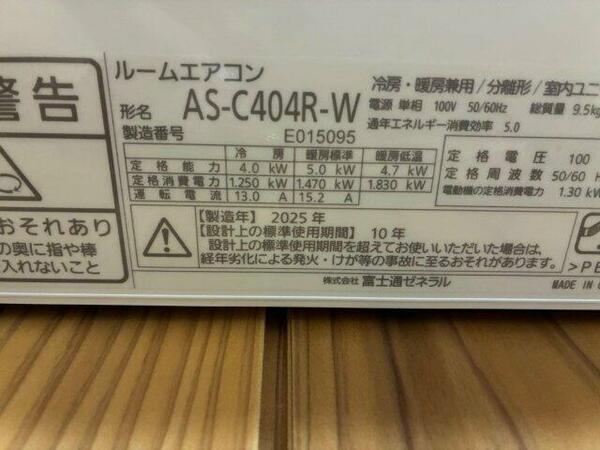 警告
おそれあり
の奥に指や棒
入れないこと
ルームエアコン
形名 AS-C404R-W
製造番号 E015095
冷房・暖房兼用/分離形/室内ユニ
電源 単相 100V 50/60Hz 総質量 9.5kg
通年エネルギー消費効率 5.0
冷房 暖房標準 暖房低温
定格能力 4.0 kW 5.0 kW 4.7 kW
定格消費電力 1.250 kW 1.470 kW 1.830 kW
運転電流 13.0 A 15.2 A
定格電圧 100
定格周波数 50/60 H
電動機の定格消費電力 1.30 kW
【製造年】 2025 年
【設計上の標準使用期間】 10 年
設計上の標準使用期間を超えてお使いいただいた場合は、
経年劣化による発火・けが等の事故に至るおそれがあります。
株式会社 富士通ゼネラル
>PE
MADE IN